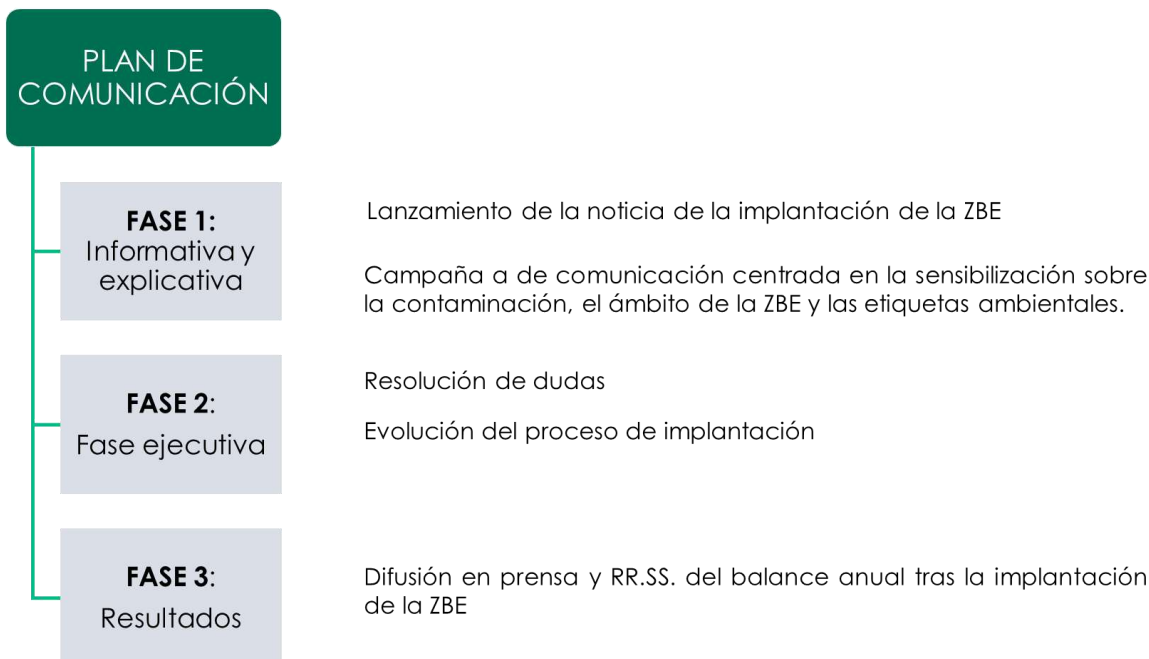 PLAN DE
COMUNICACIÓN
FASE 1:
Informativa y
explicativa
Lanzamiento de la noticia de la implantación de la ZBE
Campaña a de comunicación centrada en la sensibilización sobre
la contaminación, el ámbito de la ZBE y las etiquetas ambientales.
FASE 2:
Fase ejecutiva
Resolución de dudas
Evolución del proceso de implantación
FASE 3:
Resultados
Difusión en prensa y RR.SS. del balance anual tras la implantación
de la ZBE